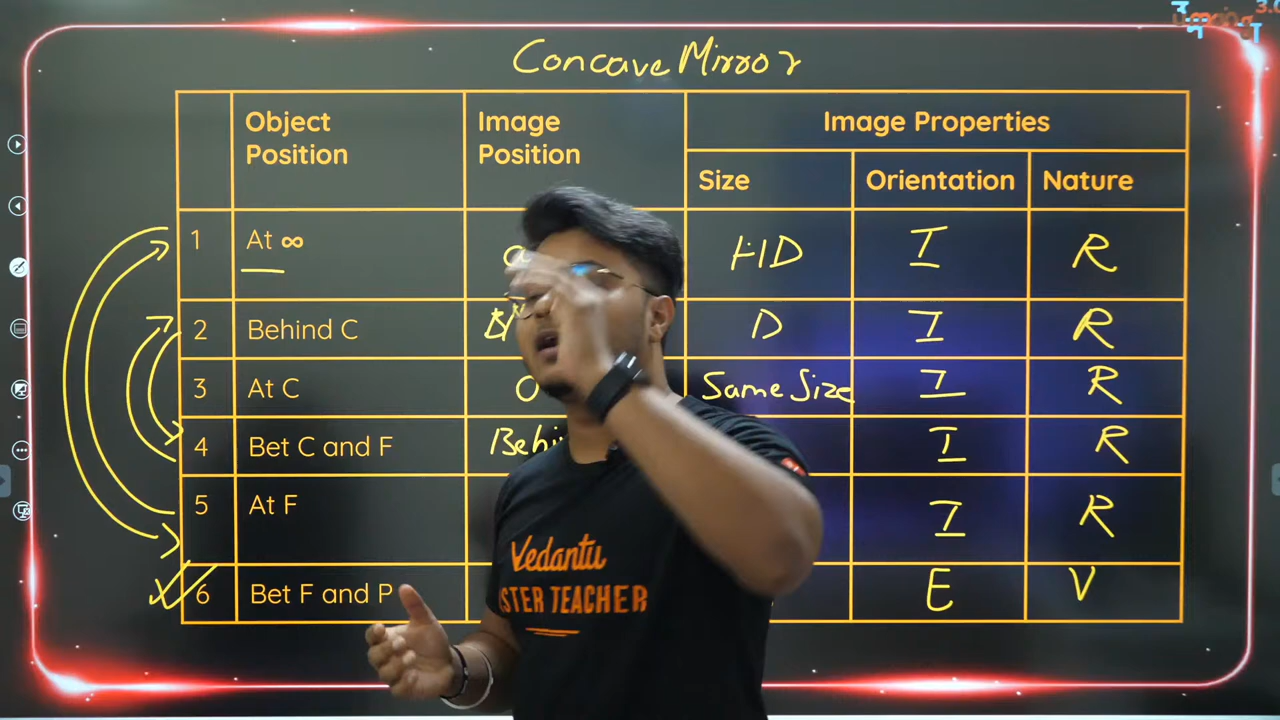 Concave Mirror
Object Position
Image Position
Image Properties
Size
Orientation
Nature
1 At ∞ HD I R
2 Behind C D I R
3 At C Same Size I R
4 Bet C and F I R
5 At F I R
6 Bet F and P E V
Vedantu
STER TEACHER